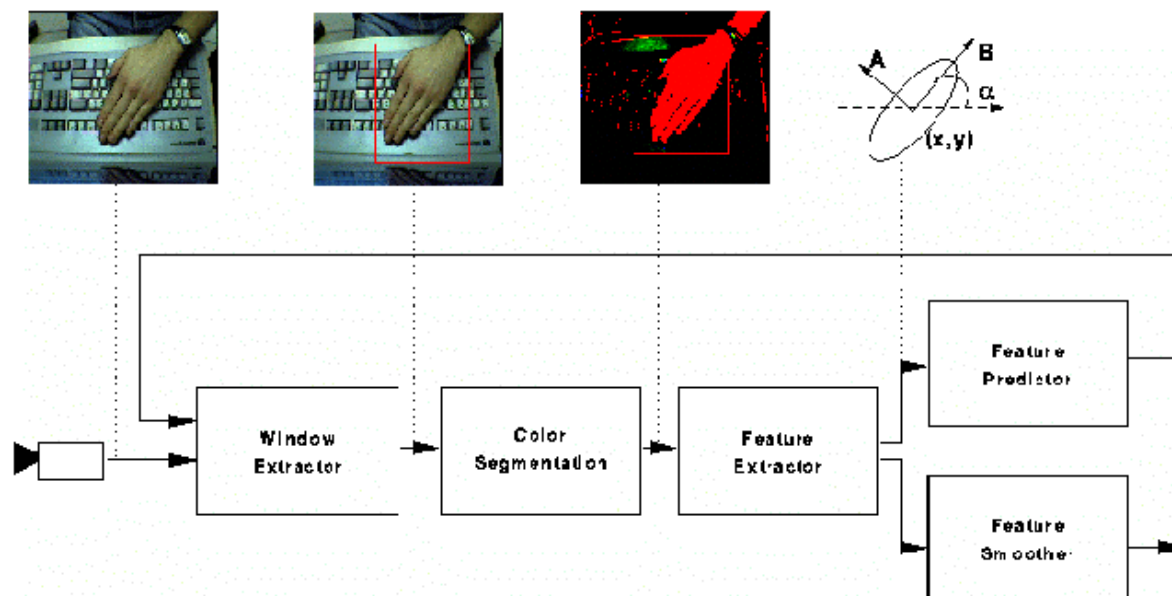 A
B
α
(x,y)
Feature
Predictor
Window
Extractor
Color
Segmentation
Feature
Extractor
Feature
Smoother